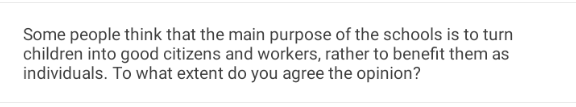 Some people think that the main purpose of the schools is to turn
children into good citizens and workers, rather to benefit them as
individuals. To what extent do you agree the opinion?